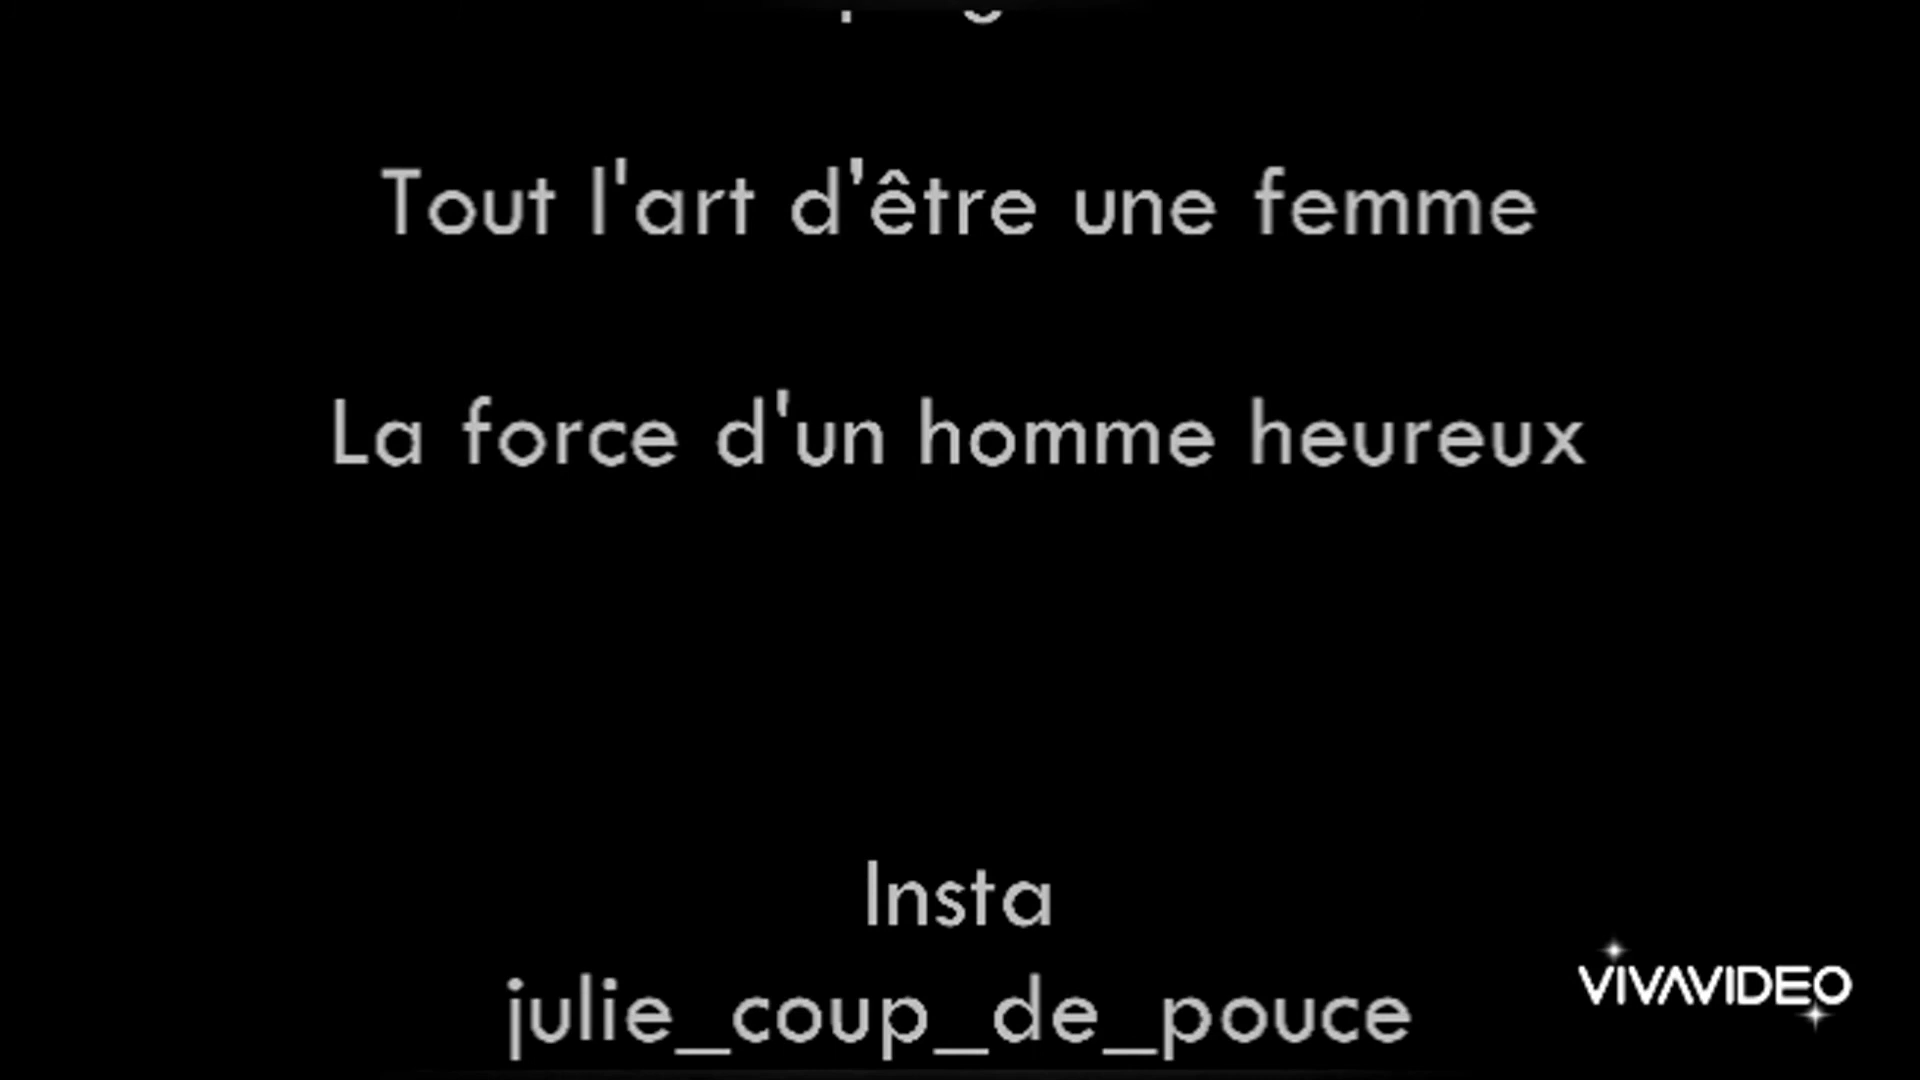 Tout l'art d'être une femme
La force d'un homme heureux
Insta
julie_coup_de_pouce
VIVAVIDEO